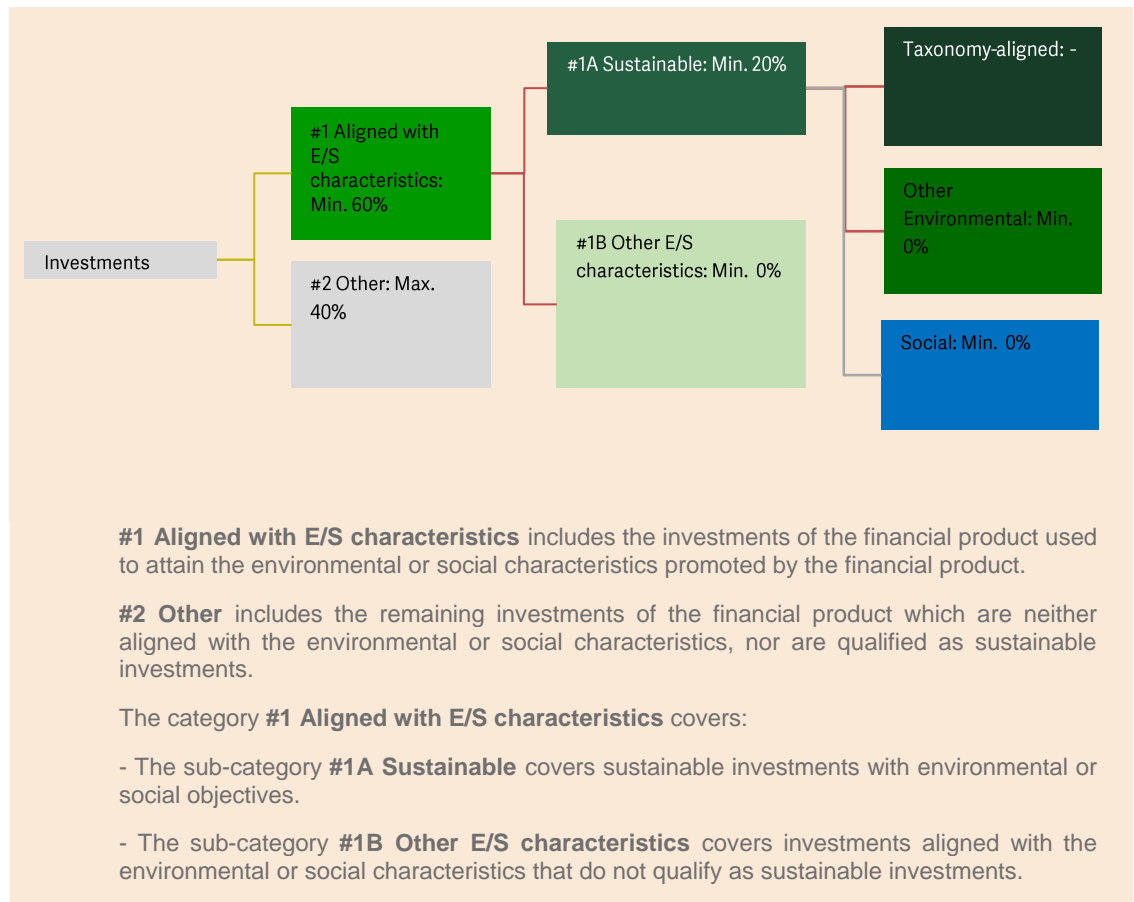 #1A Sustainable: Min. 20%
Taxonomy-aligned: -
#1 Aligned with
E/S
characteristics:
Min. 60%
Other
Environmental: Min.
0%
#1B Other E/S
characteristics: Min. 0%
Investments
#2 Other: Max.
40%
Social: Min. 0%
#1 Aligned with E/S characteristics includes the investments of the financial product used
to attain the environmental or social characteristics promoted by the financial product.
#2 Other includes the remaining investments of the financial product which are neither
aligned with the environmental or social characteristics, nor are qualified as sustainable
investments.
The category #1 Aligned with E/S characteristics covers:
- The sub-category #1A Sustainable covers sustainable investments with environmental or
social objectives.
- The sub-category #1B Other E/S characteristics covers investments aligned with the
environmental or social characteristics that do not qualify as sustainable investments.